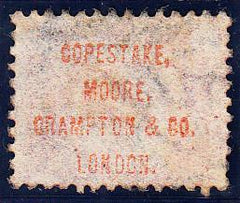 COPESTAKE,
MOORE,
CRAMPTON & CO.
LONDON.